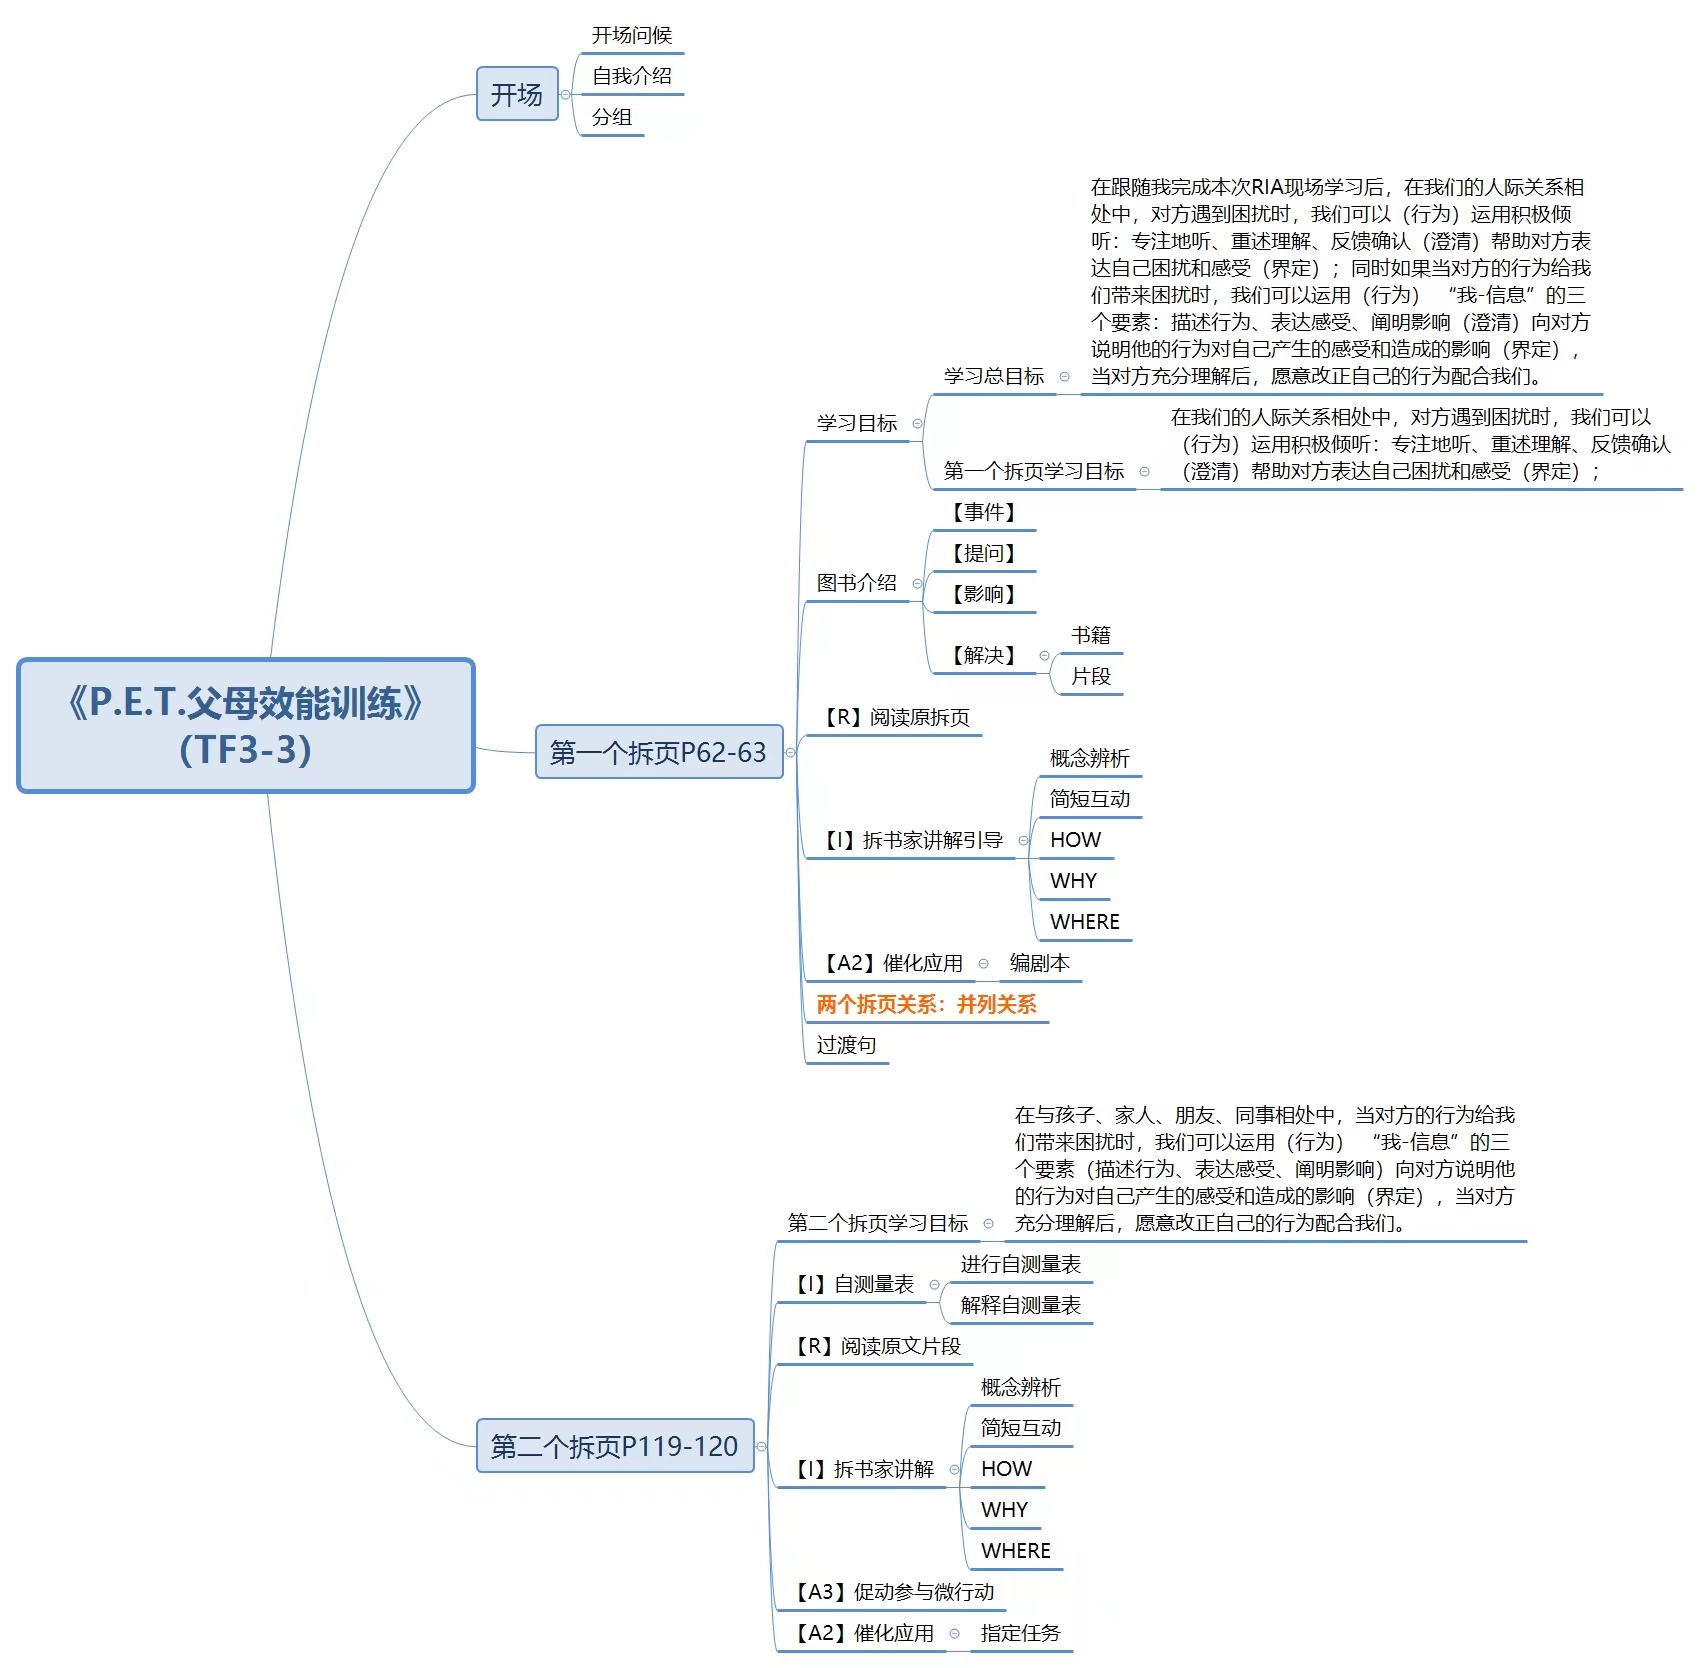 开场问候
自我介绍
开场
分组
在跟随我完成本次RIA现场学习后，在我们的人际关系相
处中，对方遇到困扰时，我们可以（行为）运用积极倾
听：专注地听、重述理解、反馈确认（澄清）帮助对方表
达自己困扰和感受（界定）；同时如果当对方的行为给我
们带来困扰时，我们可以运用（行为） “我-信息”的三
个要素：描述行为、表达感受、阐明影响（澄清）向对方
说明他的行为对自己产生的感受和造成的影响（界定），
当对方充分理解后，愿意改正自己的行为配合我们。
学习总目标
学习目标
在我们的人际关系相处中，对方遇到困扰时，我们可以
（行为）运用积极倾听：专注地听、重述理解、反馈确认
（澄清）帮助对方表达自己困扰和感受（界定）；
第一个拆页学习目标
【事件】
【提问】
图书介绍
【影响】
【解决】
书籍
片段
《P.E.T.父母效能训练》
（TF3-3）
第一个拆页P62-63
【R】阅读原拆页
概念辨析
简短互动
【I】拆书家讲解引导
HOW
WHY
WHERE
【A2】催化应用
编剧本
两个拆页关系：并列关系
过渡句
在与孩子、家人、朋友、同事相处中，当对方的行为给我
们带来困扰时，我们可以运用（行为） “我-信息”的三
个要素（描述行为、表达感受、阐明影响）向对方说明他
的行为对自己产生的感受和造成的影响（界定），当对方
充分理解后，愿意改正自己的行为配合我们。
第二个拆页学习目标
进行自测量表
【I】自测量表
解释自测量表
【R】阅读原文片段
第二个拆页P119-120
概念辨析
简短互动
【I】拆书家讲解
HOW
WHY
WHERE
【A3】促动参与微行动
【A2】催化应用
指定任务